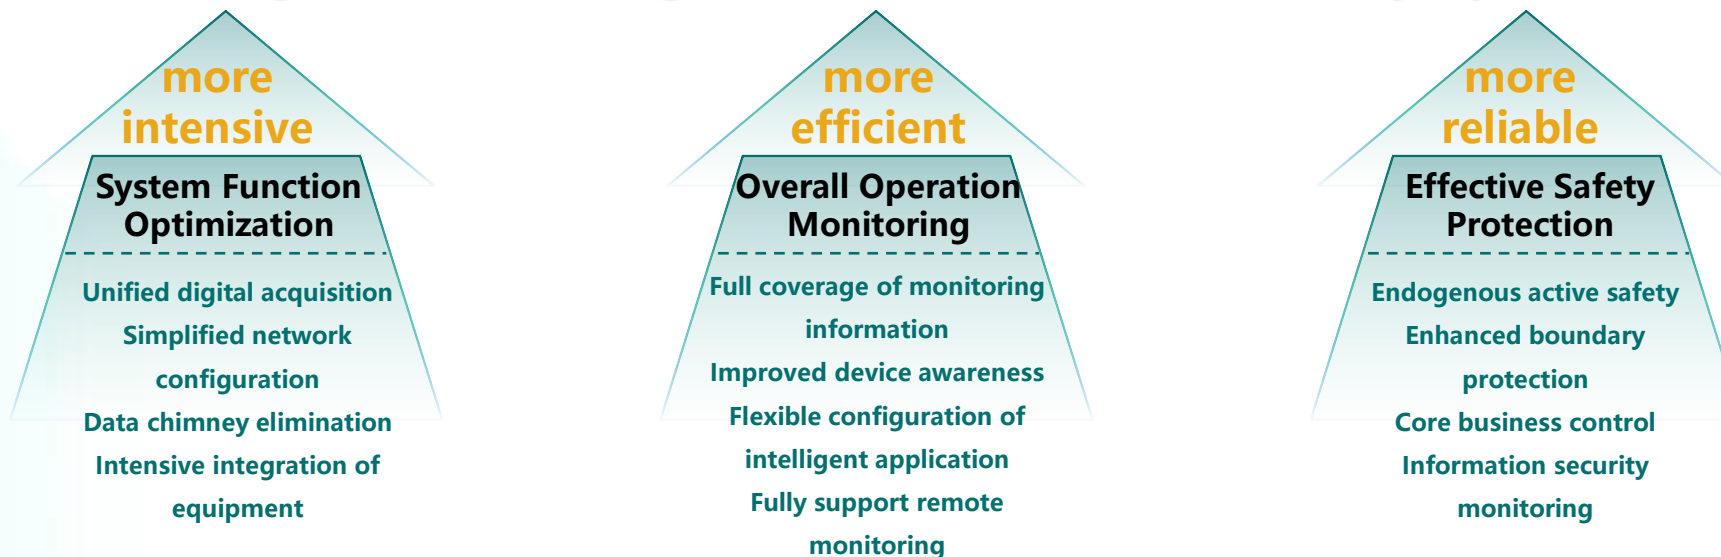 more
intensive
System Function
Optimization
Unified digital acquisition
Simplified network
configuration
Data chimney elimination
Intensive integration of
equipment
more
efficient
Overall Operation
Monitoring
Full coverage of monitoring
information
Improved device awareness
Flexible configuration of
intelligent application
Fully support remote
monitoring
more
reliable
Effective Safety
Protection
Endogenous active safety
Enhanced boundary
protection
Core business control
Information security
monitoring